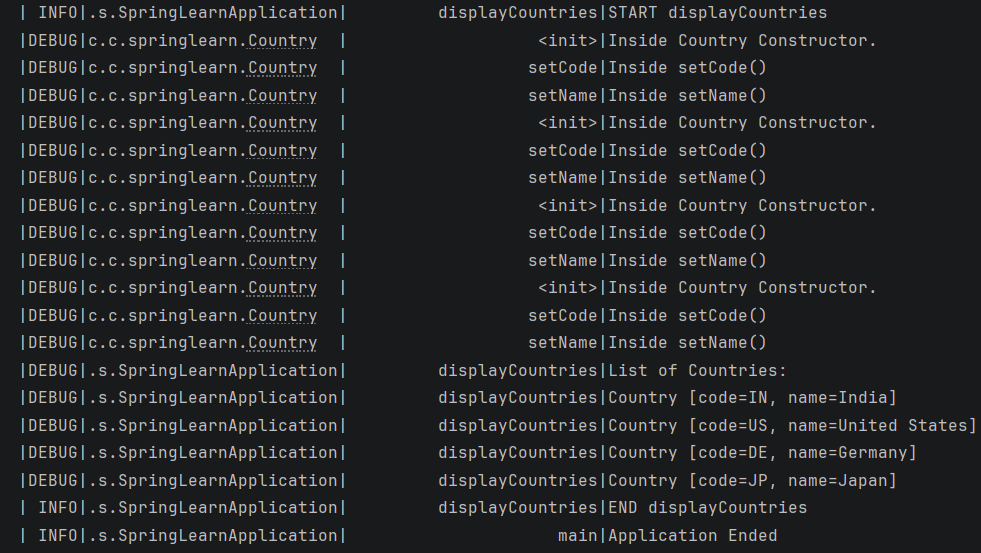 | INFO|.s.SpringLearnApplication|         displayCountries|START displayCountries
|DEBUG|c.c.springlearn.Country  |                   <init>|Inside Country Constructor.
|DEBUG|c.c.springlearn.Country  |                  setCode|Inside setCode()
|DEBUG|c.c.springlearn.Country  |                  setName|Inside setName()
|DEBUG|c.c.springlearn.Country  |                   <init>|Inside Country Constructor.
|DEBUG|c.c.springlearn.Country  |                  setCode|Inside setCode()
|DEBUG|c.c.springlearn.Country  |                  setName|Inside setName()
|DEBUG|c.c.springlearn.Country  |                   <init>|Inside Country Constructor.
|DEBUG|c.c.springlearn.Country  |                  setCode|Inside setCode()
|DEBUG|c.c.springlearn.Country  |                  setName|Inside setName()
|DEBUG|c.c.springlearn.Country  |                   <init>|Inside Country Constructor.
|DEBUG|c.c.springlearn.Country  |                  setCode|Inside setCode()
|DEBUG|c.c.springlearn.Country  |                  setName|Inside setName()
|DEBUG|.s.SpringLearnApplication|         displayCountries|List of Countries:
|DEBUG|.s.SpringLearnApplication|         displayCountries|Country [code=IN, name=India]
|DEBUG|.s.SpringLearnApplication|         displayCountries|Country [code=US, name=United States]
|DEBUG|.s.SpringLearnApplication|         displayCountries|Country [code=DE, name=Germany]
|DEBUG|.s.SpringLearnApplication|         displayCountries|Country [code=JP, name=Japan]
| INFO|.s.SpringLearnApplication|         displayCountries|END displayCountries
| INFO|.s.SpringLearnApplication|                     main|Application Ended